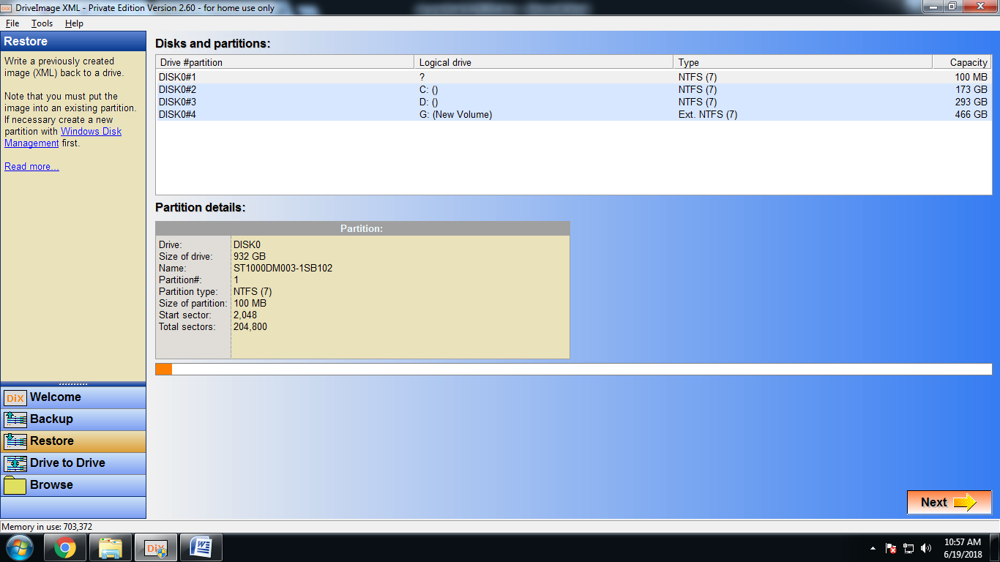 DriveImage XML - Private Edition Version 2.60 - for home use only
File Tools Help
Restore
Write a previously created
image (XML) back to a drive.
Note that you must put the
image into an existing partition.
If necessary create a new
partition with Windows Disk
Management first.
Read more...
Disks and partitions:
Drive #partition Logical drive Type Capacity
DISK0#1 ? NTFS (7) 100 MB
DISK0#2 C: () NTFS (7) 173 GB
DISK0#3 D: () NTFS (7) 293 GB
DISK0#4 G: (New Volume) Ext. NTFS (7) 466 GB
Partition details:
Partition:
Drive: DISK0
Size of drive: 932 GB
Name: ST1000DM003-1SB102
Partition#: 1
Partition type: NTFS (7)
Size of partition: 100 MB
Start sector: 2,048
Total sectors: 204,800
DiX Welcome
Backup
Restore
Drive to Drive
Browse
Next
Memory in use: 703,372
DiX
W
10:57 AM
6/19/2018